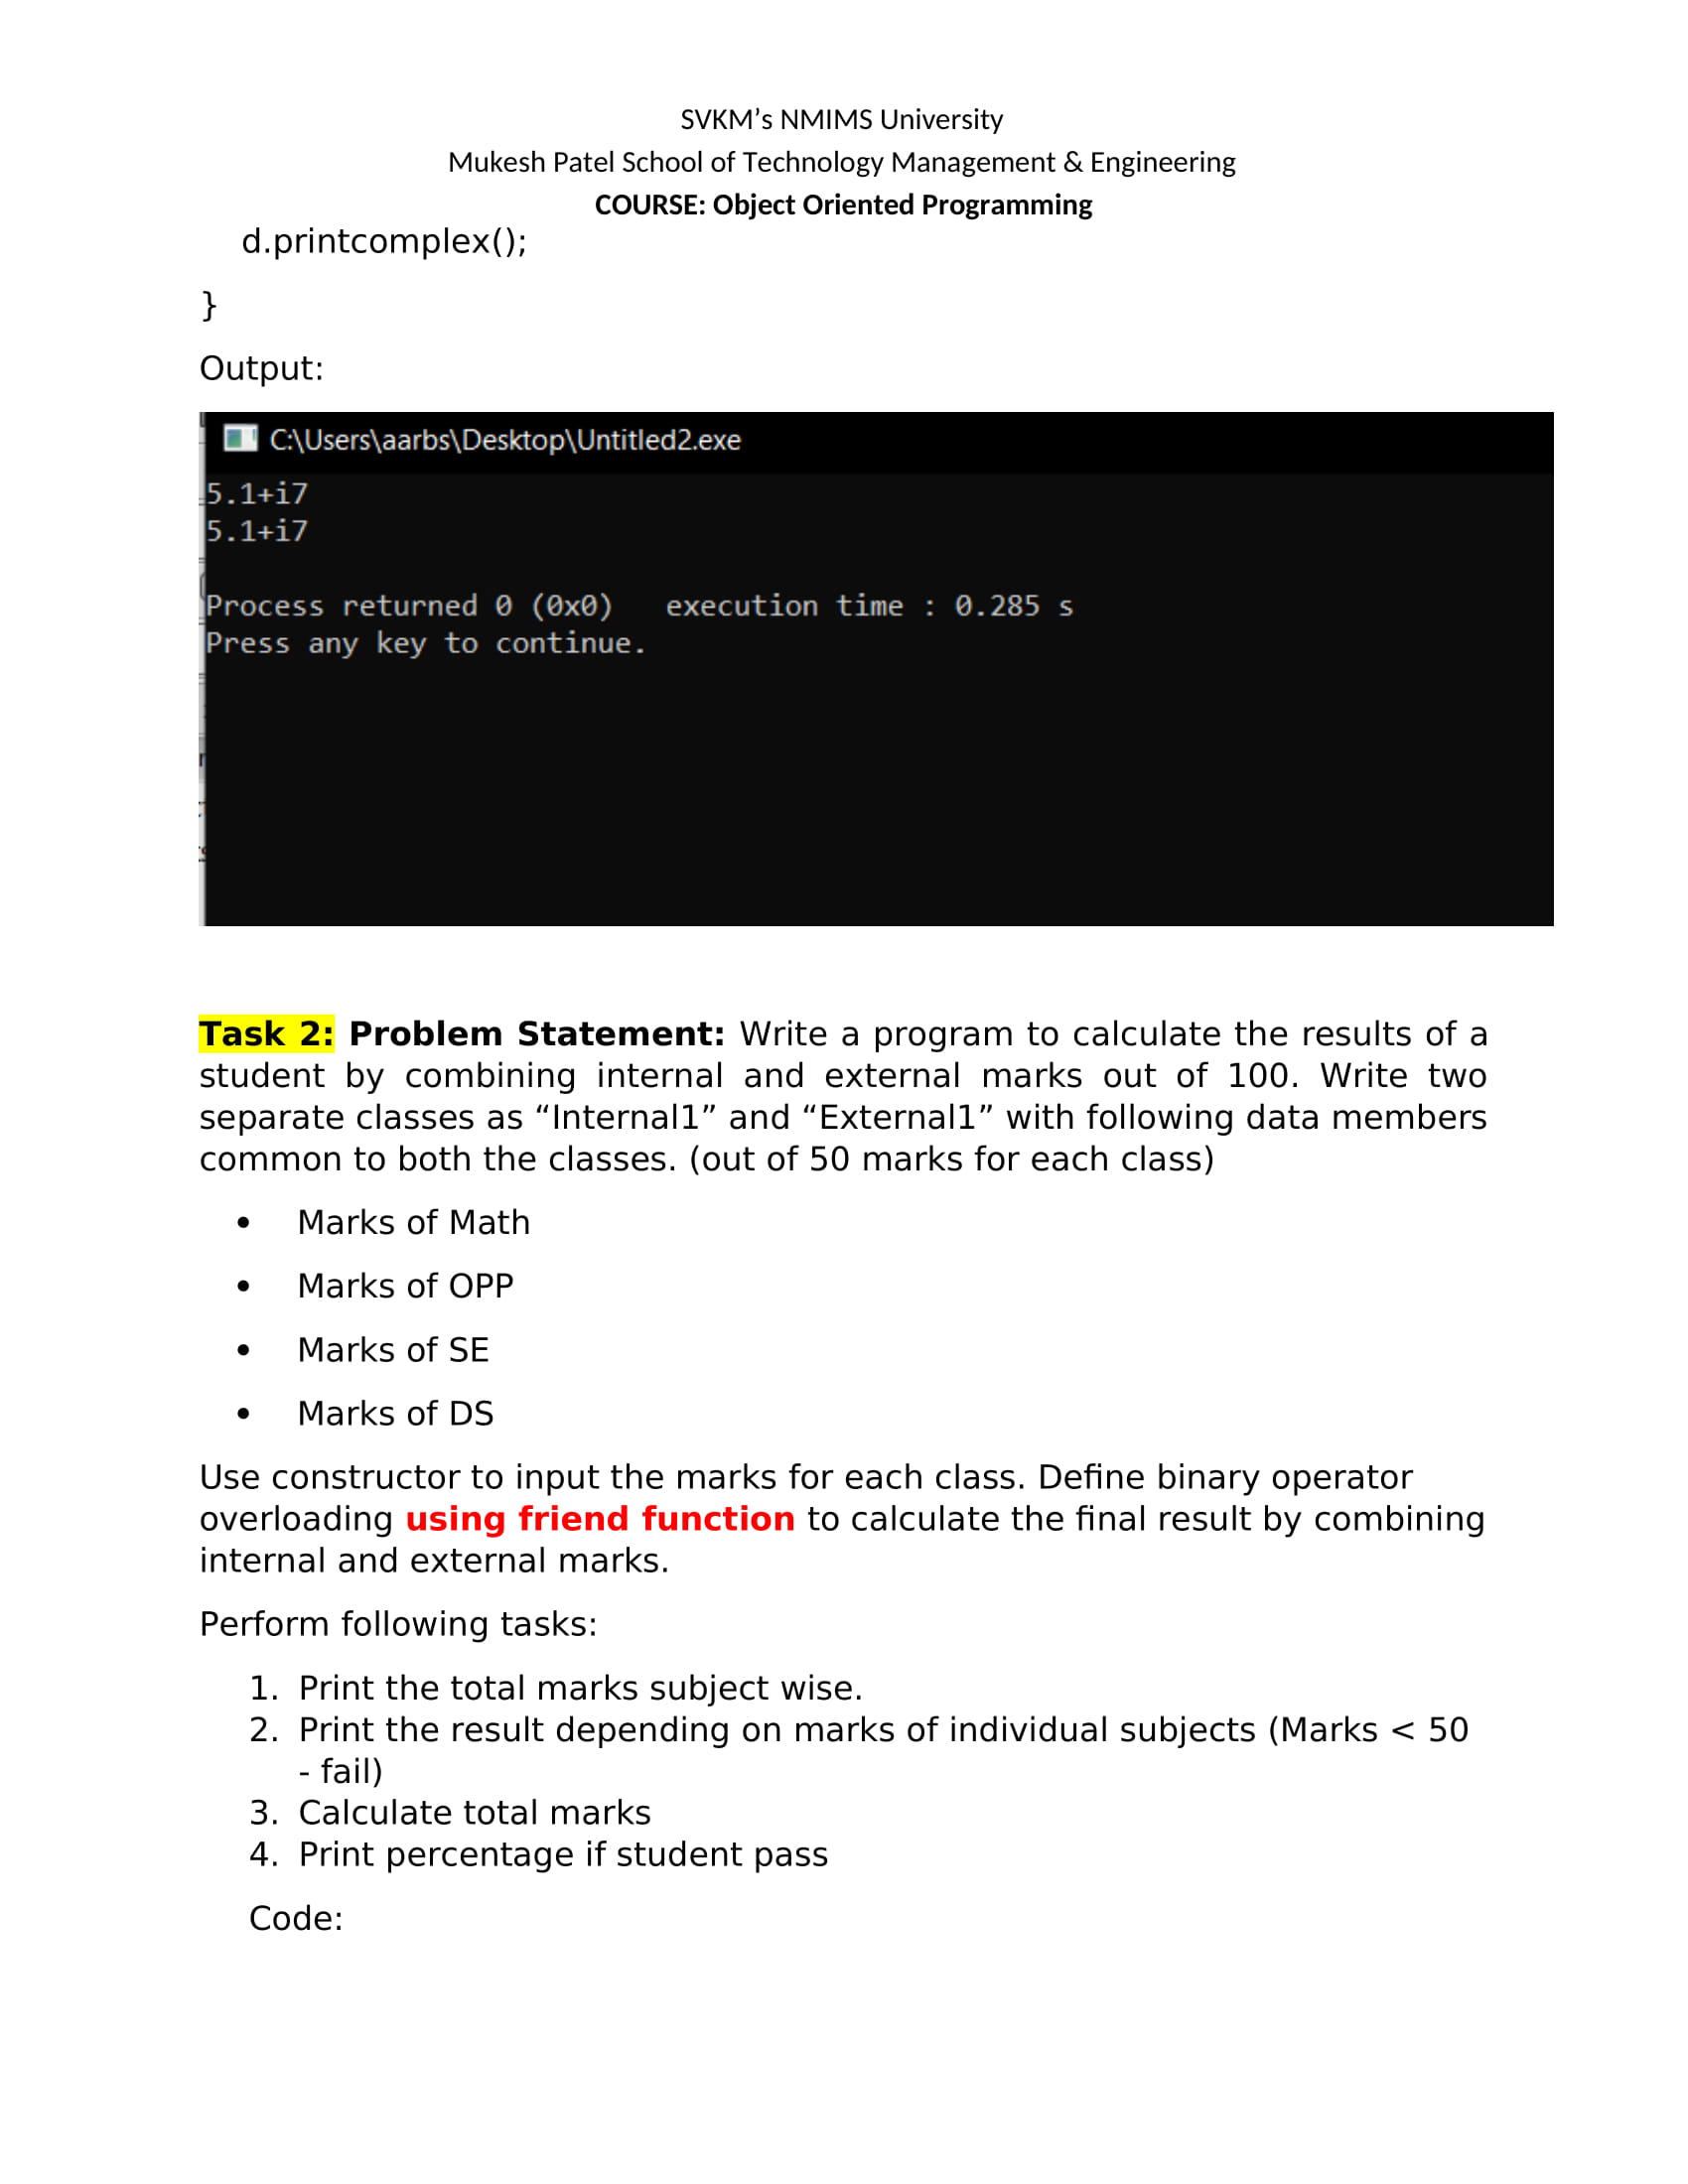 SVKM’s NMIMS University
Mukesh Patel School of Technology Management & Engineering
COURSE: Object Oriented Programming
d.printcomplex();
}
Output:
C:\Users\aarbs\Desktop\Untitled2.exe
5.1+i7
5.1+i7
Process returned 0 (0x0)   execution time : 0.285 s
Press any key to continue.
Task 2: Problem Statement: Write a program to calculate the results of a
student by combining internal and external marks out of 100. Write two
separate classes as “Internal1” and “External1” with following data members
common to both the classes. (out of 50 marks for each class)
• Marks of Math
• Marks of OPP
• Marks of SE
• Marks of DS
Use constructor to input the marks for each class. Define binary operator
overloading using friend function to calculate the final result by combining
internal and external marks.
Perform following tasks:
1. Print the total marks subject wise.
2. Print the result depending on marks of individual subjects (Marks < 50
- fail)
3. Calculate total marks
4. Print percentage if student pass
Code: